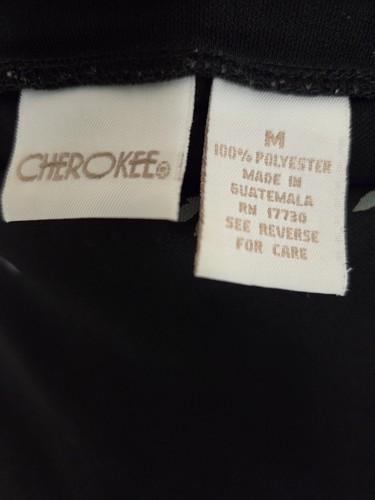 CHEROKEE®
M
100% POLYESTER
MADE IN
GUATEMALA
RN 17730
SEE REVERSE
FOR CARE